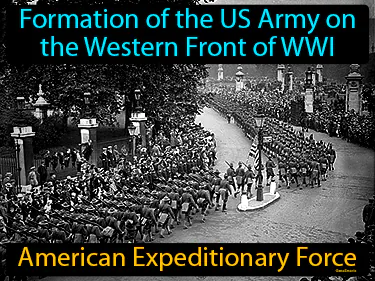 Formation of the US Army on
the Western Front of WWI
American Expeditionary Force